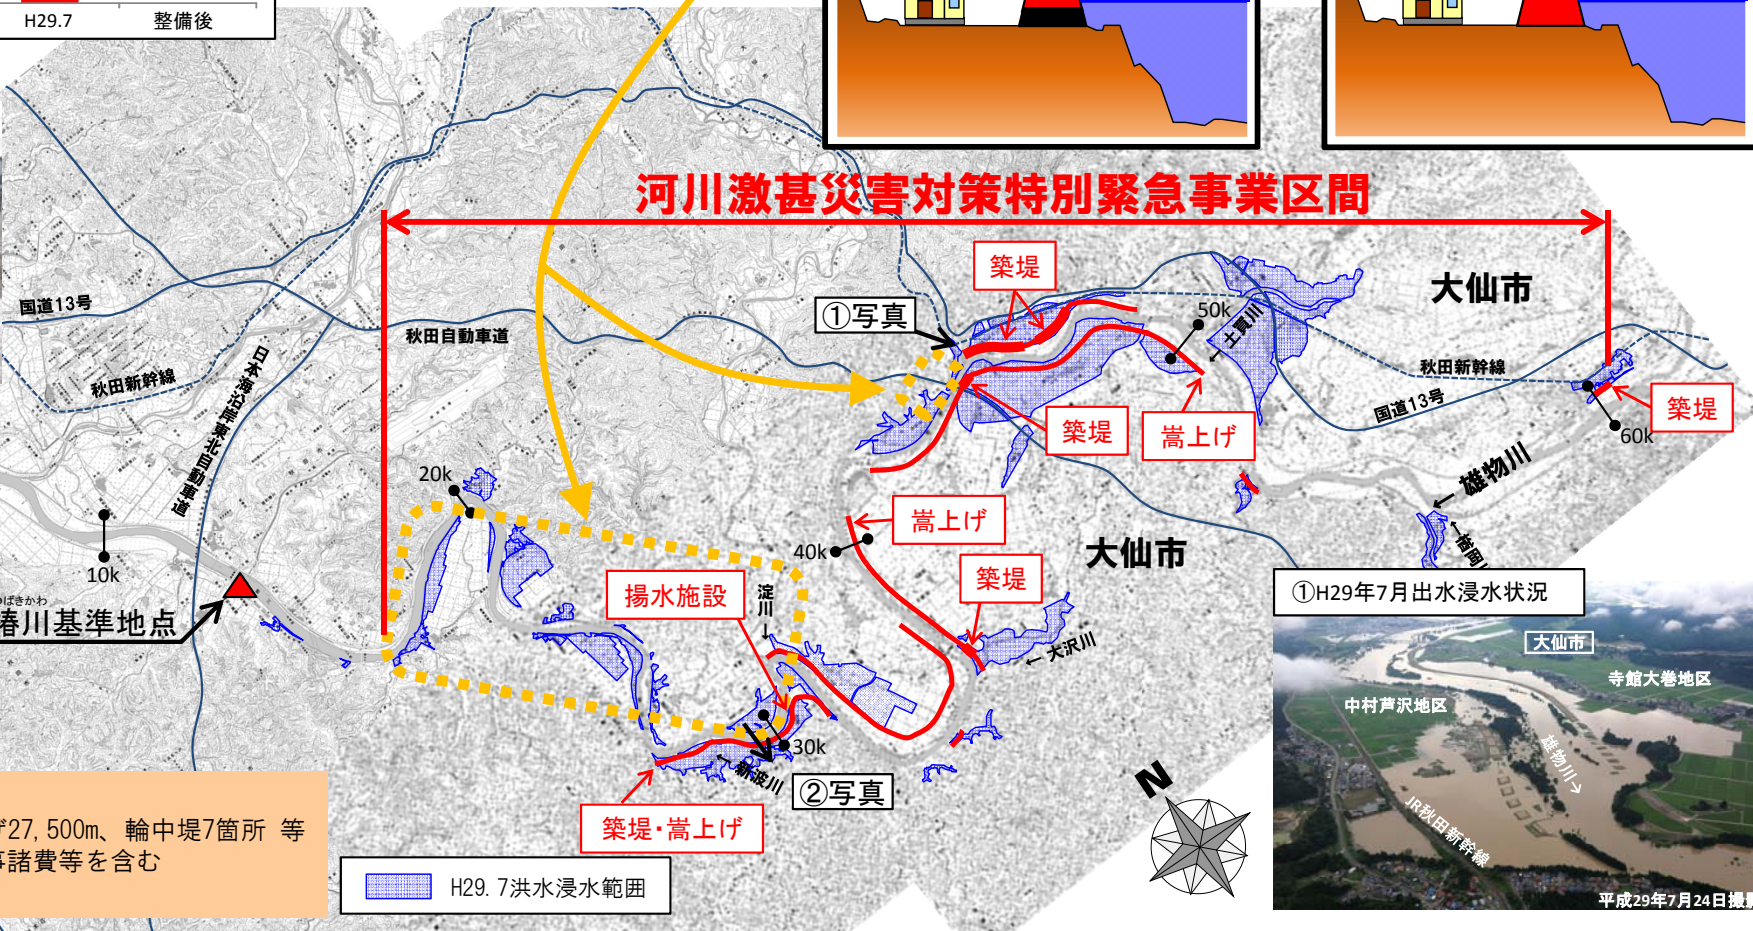 H29.7
整備後
河川激甚災害対策特別緊急事業区間
築堤
大仙市
国道13号
①写真
50k
土買川
秋田自動車道
日本海沿岸東北自動車道
秋田新幹線
秋田新幹線
国道13号
築堤
築堤
嵩上げ
60k
雄物川
20k
嵩上げ
40k
大仙市
10k
揚水施設
淀川
築堤
大沢川
椿川基準地点
30k
新波川
②写真
築堤・嵩上げ
27,500m、輪中堤7箇所 等
諸費等を含む
H29.7洪水浸水範囲
N
①H29年7月出水浸水状況
大仙市
寺館大巻地区
中村芦沢地区
雄物川
JR秋田新幹線
平成29年7月24日撮